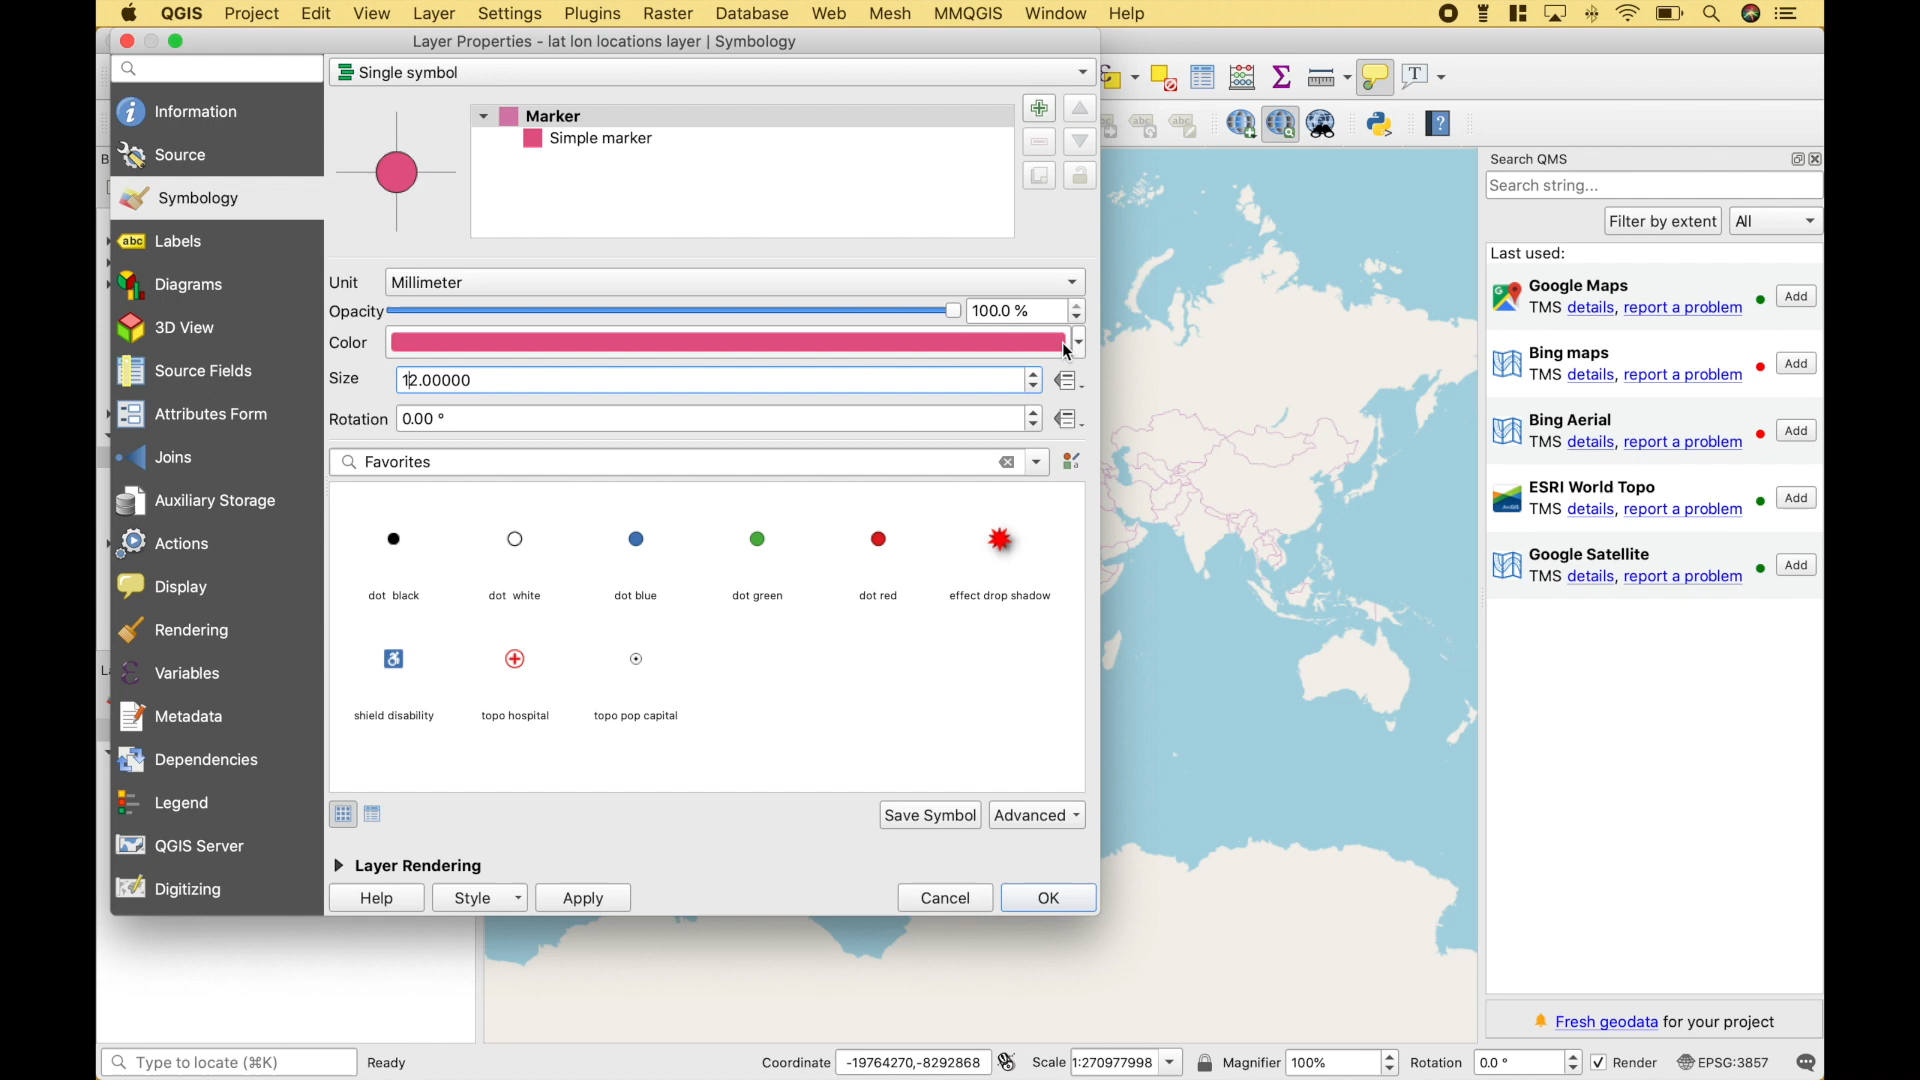 QGIS Project Edit View Layer Settings Plugins Raster Database Web Mesh MMQGIS Window Help
Layer Properties - lat lon locations layer | Symbology
Information
Source
Symbology
Labels
Diagrams
3D View
Source Fields
Attributes Form
Joins
Auxiliary Storage
Actions
Display
Rendering
Variables
Metadata
Dependencies
Legend
QGIS Server
Digitizing
Single symbol
Marker
Simple marker
Unit Millimeter
Opacity 100.0 %
Color
Size 12.00000
Rotation 0.00 °
Favorites
dot black
dot white
dot blue
dot green
dot red
effect drop shadow
shield disability
topo hospital
topo pop capital
Save Symbol Advanced
Layer Rendering
Help Style Apply Cancel OK
Search QMS
Search string...
Filter by extent All
Last used:
Google Maps
TMS details, report a problem Add
Bing maps
TMS details, report a problem Add
Bing Aerial
TMS details, report a problem Add
ESRI World Topo
TMS details, report a problem Add
Google Satellite
TMS details, report a problem Add
Fresh geodata for your project
Type to locate (⌘K) Ready Coordinate -19764270,-8292868 Scale 1:270977998 Magnifier 100% Rotation 0.0 ° Render EPSG:3857